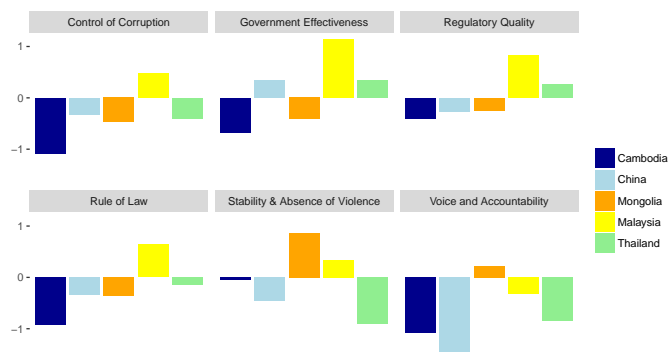 Control of Corruption
Government Effectiveness
Regulatory Quality
1
0
−1
Rule of Law
Stability & Absence of Violence
Voice and Accountability
1
0
−1
Cambodia
China
Mongolia
Malaysia
Thailand